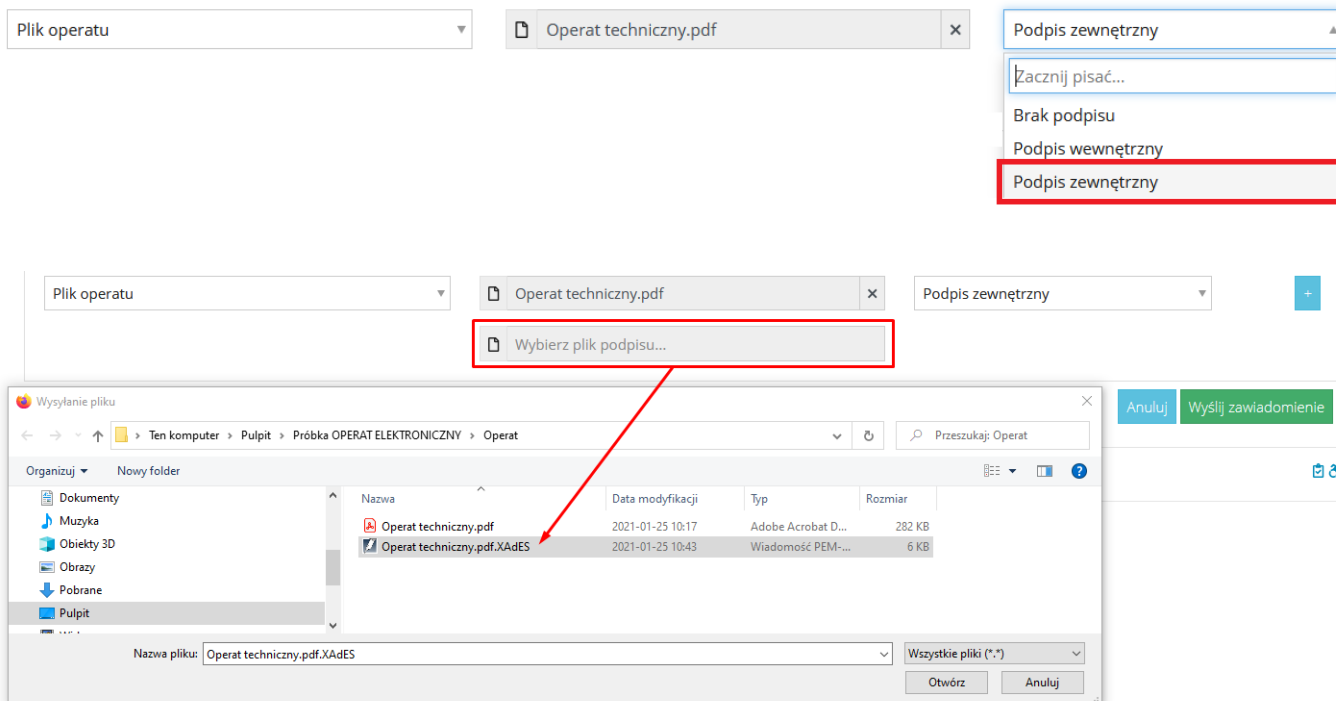 Plik operatu Operat techniczny.pdf × Podpis zewnętrzny
Zacznij pisać...
Brak podpisu
Podpis wewnętrzny
Podpis zewnętrzny
Plik operatu Operat techniczny.pdf × Podpis zewnętrzny +
Wybierz plik podpisu...
Wysyłanie pliku
Anuluj Wyślij zawiadomienie
Ten komputer > Pulpit > Próbka OPERAT ELEKTRONICZNY > Operat
Przeszukaj: Operat
Organizuj Nowy folder
Dokumenty
Muzyka
Obiekty 3D
Obrazy
Pobrane
Pulpit
Nazwa Data modyfikacji Typ Rozmiar
Operat techniczny.pdf 2021-01-25 10:17 Adobe Acrobat D... 282 KB
Operat techniczny.pdf.XAdES 2021-01-25 10:43 Wiadomość PEM-... 6 KB
Nazwa pliku: Operat techniczny.pdf.XAdES Wszystkie pliki (*.*)
Otwórz Anuluj